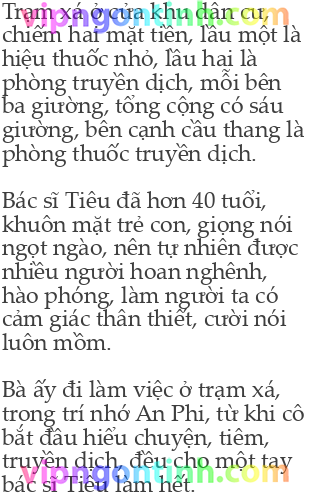 Trạm xá ở cửa khu dân cư,
chiếm hai mặt tiền, lầu một là
hiệu thuốc nhỏ, lầu hai là
phòng truyền dịch, mỗi bên
ba giường, tổng cộng có sáu
giường, bên cạnh cầu thang là
phòng thuốc truyền dịch.
Bác sĩ Tiêu đã hơn 40 tuổi,
khuôn mặt trẻ con, giọng nói
ngọt ngào, nên tự nhiên được
nhiều người hoan nghênh,
hào phóng, làm người ta có
cảm giác thân thiết, cười nói
luôn mồm.
Bà ấy đi làm việc ở trạm xá,
trong trí nhớ An Phi, từ khi cô
bắt đầu hiểu chuyện, tiêm,
truyền dịch, đều cho một tay
bác sĩ Tiêu làm hết.
vipngontinh.com
vipngontinh.com